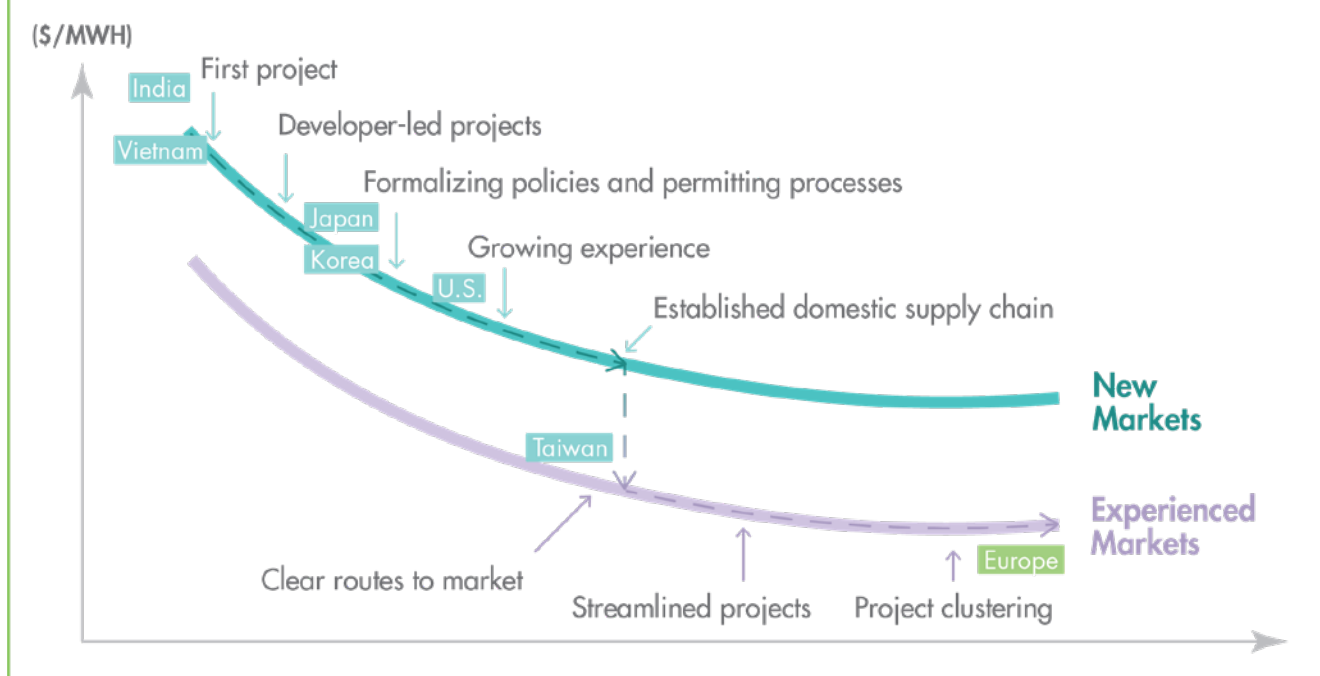 ($/MWH)
First project
India
Developer-led projects
Vietnam
Formalizing policies and permitting processes
Japan
Growing experience
Korea
U.S.
Established domestic supply chain
New
Markets
Taiwan
Experienced
Markets
Europe
Clear routes to market
Streamlined projects
Project clustering